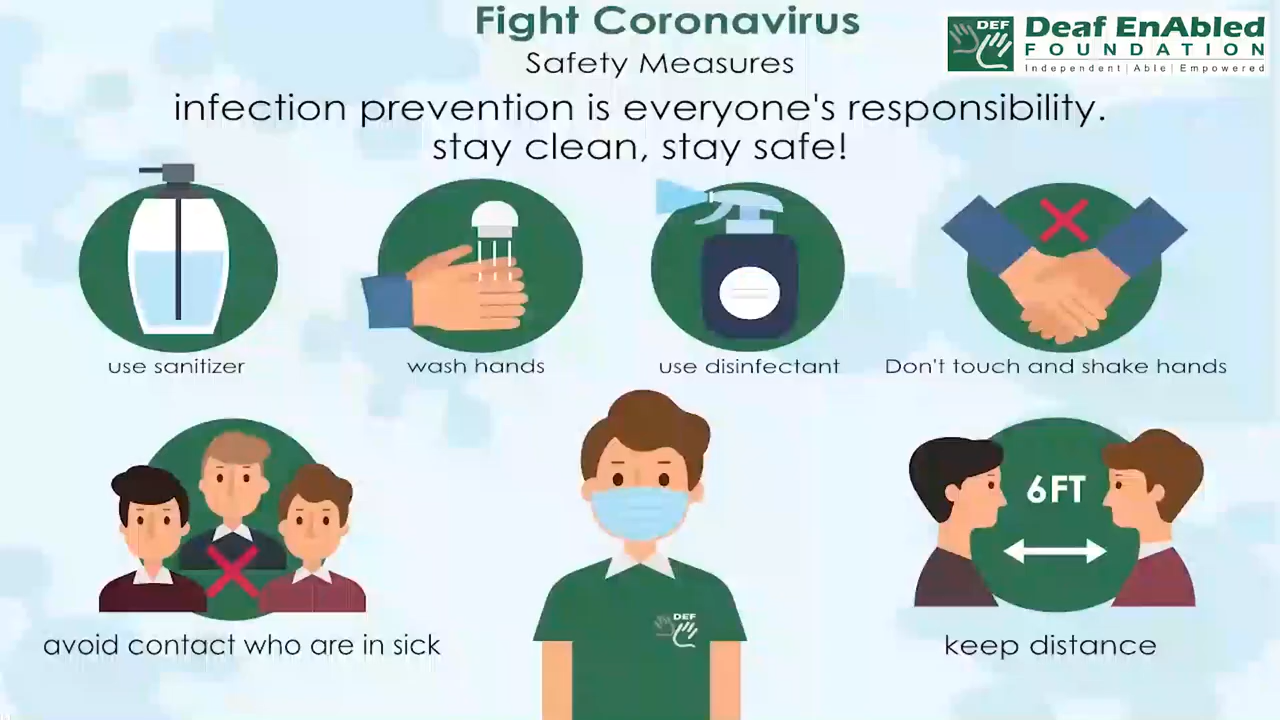 Fight Coronavirus
Safety Measures
infection prevention is everyone's responsibility.
stay clean, stay safe!
DEF
Deaf EnAbled
FOUNDATION
Independent | Able | Empowered
use sanitizer
wash hands
use disinfectant
Don't touch and shake hands
6FT
DEF
avoid contact who are in sick
keep distance